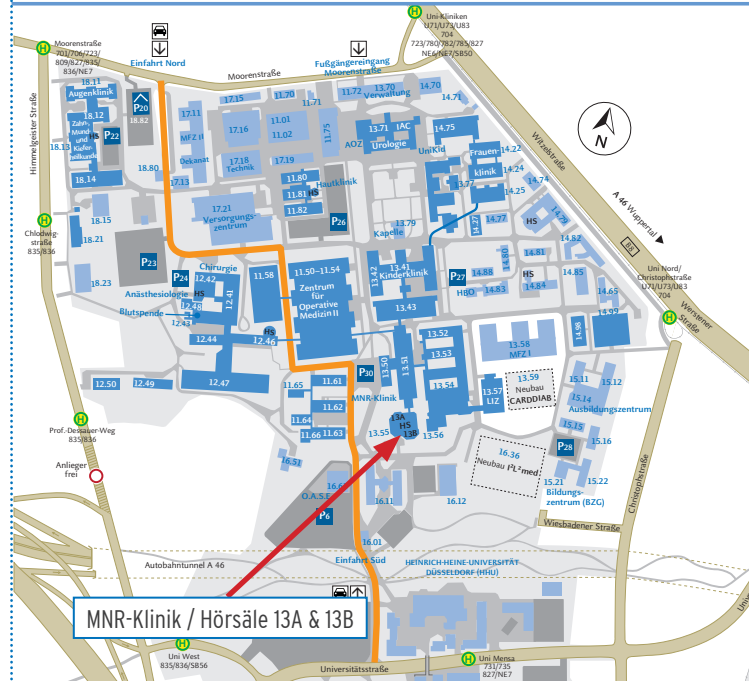 Uni-Kliniken
U71/U73/U83
704
723/780/782/785/827
NE6/NE7/SB50
Moorenstraße
701/706/723/
809/827/835/
836/NE7
Einfahrt Nord
Fußgängereingang
Moorenstraße
Moorenstraße
Himmelgeister Straße
18.11
Augenklinik
18.12
Zahn-,
Mund-
und
Kiefer-
heilkunde
HS
18.13
18.14
P22
P20
18.82
18.80
17.11
MFZ II
Dekanat
17.13
17.15
17.16
17.18
Technik
17.19
11.70
11.71
11.01
11.02
11.75
11.72
13.70
Verwaltung
14.70
14.71
13.71
IAC
AOZ
Urologie
14.75
UniKid
Frauen-
klinik
14.22
14.24
14.25
14.74
Witzelstraße
N
11.80
11.81
HS
11.82
Hautklinik
P26
17.21
Versorgungs-
zentrum
13.77
13.79
Kapelle
14.27
14.77
HS
14.79
14.82
A 46 Wuppertal
B8
18.15
18.21
18.23
Chlodwig-
straße
835/836
P23
P24
Chirurgie
12.42
Anästhesiologie
HS
12.48
Blutspende
12.43
12.41
12.44
12.46
HS
12.47
12.49
12.50
11.58
11.50–11.54
Zentrum
für
Operative
Medizin II
13.42
13.41
Kinderklinik
13.43
P27
HBO
14.88
14.83
14.80
14.81
HS
14.84
14.85
14.65
14.99
14.98
Uni Nord/
Christophstraße
U71/U73/U83
704
Werstener
Straße
13.52
13.53
13.54
13.51
13.50
P30
MNR-Klinik
13.58
MFZ I
13.57
LIZ
13.59
Neubau
CARDDIAB
13A
HS
13B
13.55
13.56
11.61
11.62
11.63
11.64
11.65
11.66
15.11
15.12
15.14
Ausbildungszentrum
P28
15.15
15.16
15.21
15.22
Bildungs-
zentrum (BZG)
16.36
Neubau I²L²med
Prof.-Dessauer-Weg
835/836
Anlieger
frei
16.51
O.A.S.E.
P6
16.01
16.11
16.12
Einfahrt Süd
Wiesbadener Straße
Christophstraße
Autobahntunnel A 46
HEINRICH-HEINE-UNIVERSITÄT
DÜSSELDORF (HHU)
MNR-Klinik / Hörsäle 13A & 13B
Uni West
835/836/SB56
Universitätsstraße
Uni Mensa
731/735
827/NE7